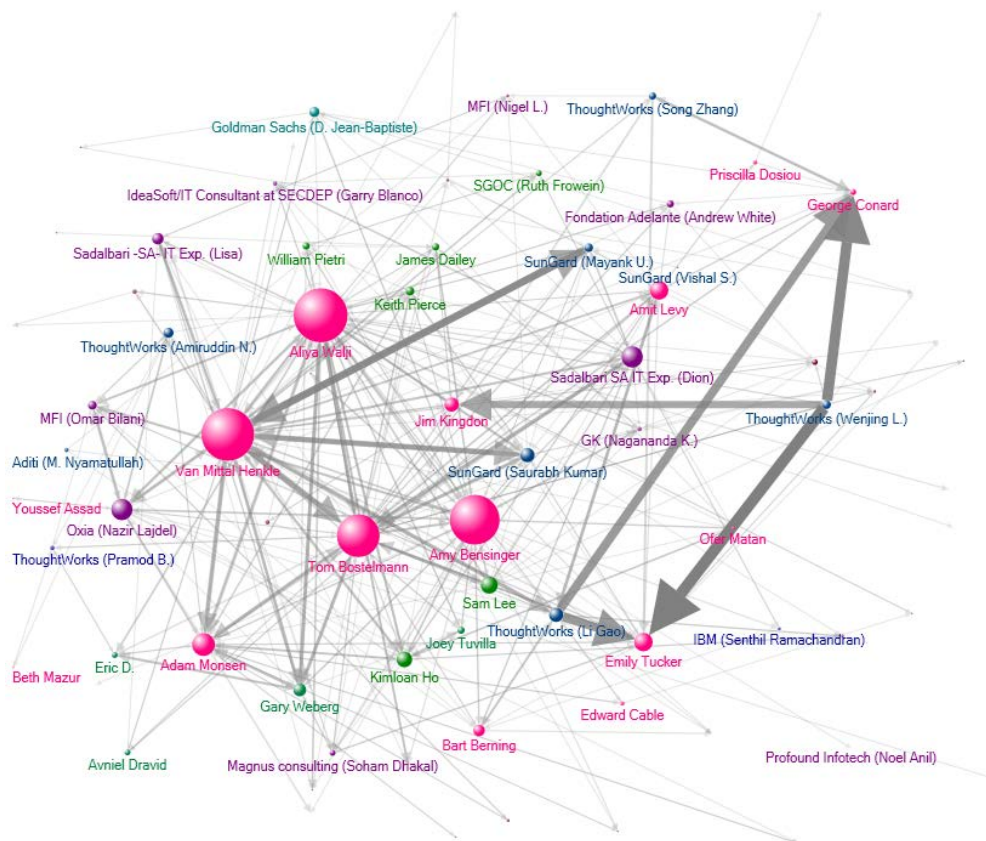 MFI (Nigel L.)
ThoughtWorks (Song Zhang)
Goldman Sachs (D. Jean-Baptiste)
Priscilla Dosiou
SGOC (Ruth Frowein)
IdeaSoft/IT Consultant at SECDEP (Garry Blanco)
George Conard
Fondation Adelante (Andrew White)
Sadalbari -SA- IT Exp. (Lisa)
William Pietri
James Dailey
SunGard (Mayank U.)
SunGard (Vishal S.)
Keith Pierce
Amit Levy
ThoughtWorks (Amiruddin N.)
Aliya Walji
Sadalbari SA IT Exp. (Dion)
MFI (Omar Bilani)
Jim Kingdon
ThoughtWorks (Wenjing L.)
GK (Nagananda K.)
Aditi (M. Nyamatullah)
Van Mittal Henkle
SunGard (Saurabh Kumar)
Youssef Assad
Oxia (Nazir Lajdel)
Ofer Matan
ThoughtWorks (Pramod B.)
Tom Bostelmann
Amy Bensinger
Sam Lee
ThoughtWorks (Li Gao)
Joey Tuvilla
IBM (Senthil Ramachandran)
Emily Tucker
Eric D.
Adam Monsen
Beth Mazur
Kimloan Ho
Gary Weberg
Edward Cable
Bart Berning
Avniel Dravid
Magnus consulting (Soham Dhakal)
Profound Infotech (Noel Anil)